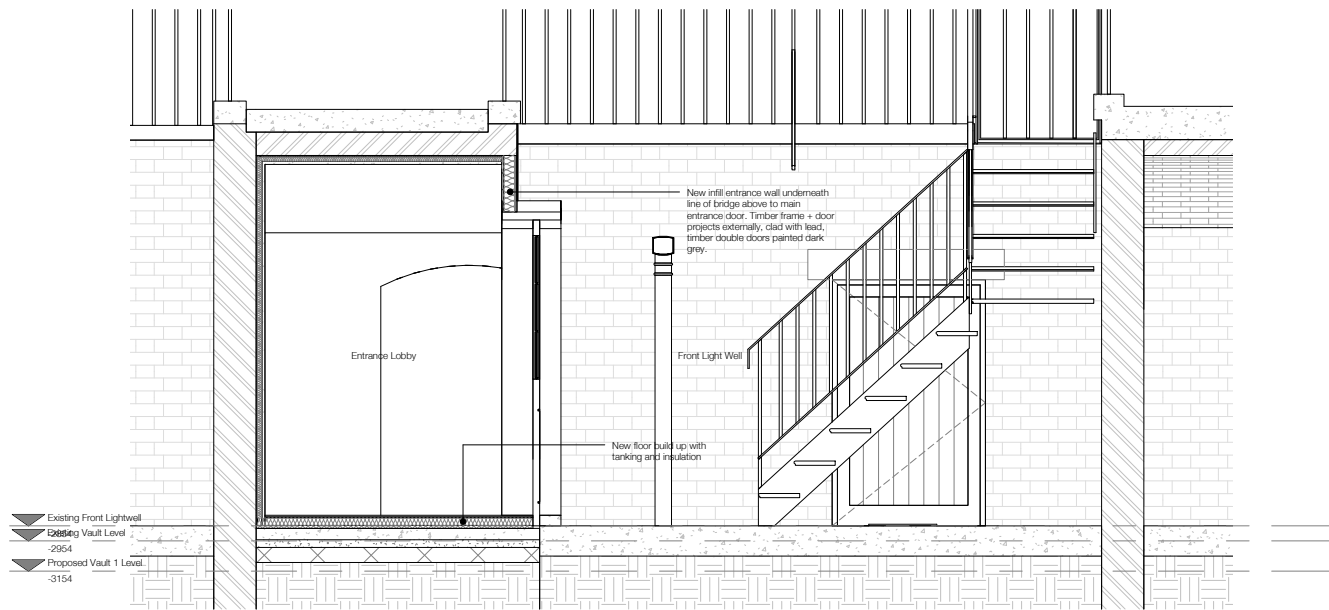 New infill entrance wall underneath
line of bridge above to main
entrance door. Timber frame + door
projects externally, clad with lead,
timber double doors painted dark
grey.
Entrance Lobby
Front Light Well
New floor build up with
tanking and insulation
Existing Front Lightwell
Existing Vault Level
-2954
Proposed Vault 1 Level
-3154